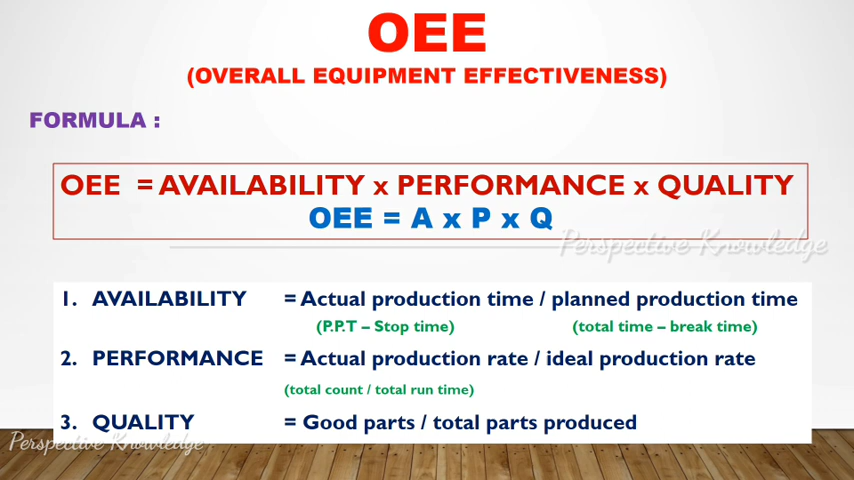 OEE
(OVERALL EQUIPMENT EFFECTIVENESS)
FORMULA :
OEE = AVAILABILITY x PERFORMANCE x QUALITY
OEE = A x P x Q
Perspective Knowledge
1. AVAILABILITY = Actual production time / planned production time
(P.P.T – Stop time) (total time – break time)
2. PERFORMANCE = Actual production rate / ideal production rate
(total count / total run time)
3. QUALITY = Good parts / total parts produced
Perspective Knowledge